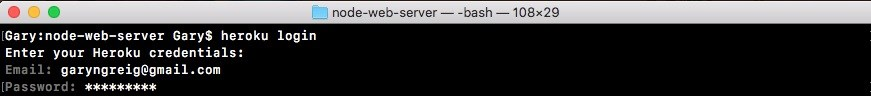 node-web-server — -bash — 108×29
[Gary:node-web-server Gary$ heroku login
Enter your Heroku credentials:
Email: garyngreig@gmail.com
[Password: *********